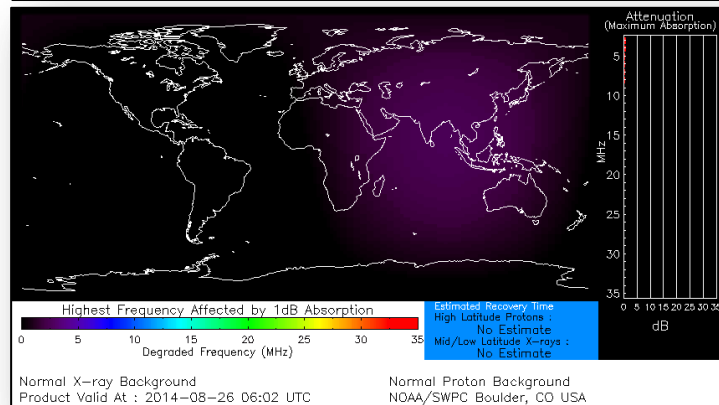 Attenuation
(Maximum Absorption)
5
10
15
20
25
30
35
MHz
0 5 10 15 20 25 30 35
dB
Highest Frequency Affected by 1dB Absorption
0 5 10 15 20 25 30 35
Degraded Frequency (MHz)
Estimated Recovery Time
High Latitude Protons :
No Estimate
Mid/Low Latitude X-rays :
No Estimate
Normal X-ray Background
Normal Proton Background
Product Valid At : 2014-08-26 06:02 UTC
NOAA/SWPC Boulder, CO USA